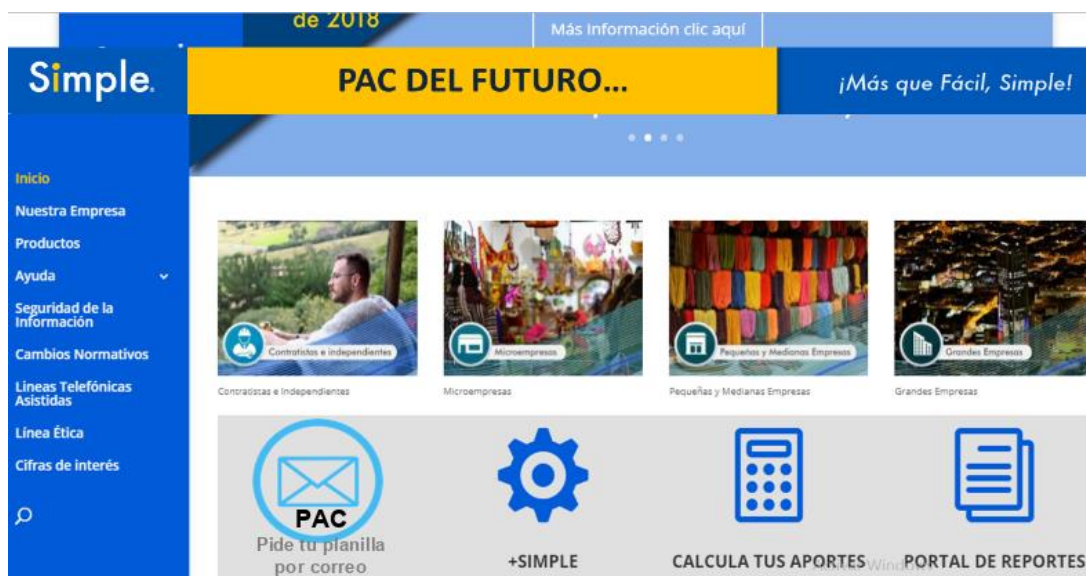 de 2018
Más Información clic aquí
Simple.
PAC DEL FUTURO...
¡Más que Fácil, Simple!
Inicio
Nuestra Empresa
Productos
Ayuda
Seguridad de la
Información
Cambios Normativos
Lineas Telefónicas
Asistidas
Línea Ética
Cifras de interés
Contratistas e independientes
Microempresas
Pequeñas y Medianas Empresas
Grandes Empresas
Contratistas e Independientes
Microempresas
Pequeñas y Medianas Empresas
Grandes Empresas
PAC
Pide tu planilla
por correo
+SIMPLE
CALCULA TUS APORTES
PORTAL DE REPORTES